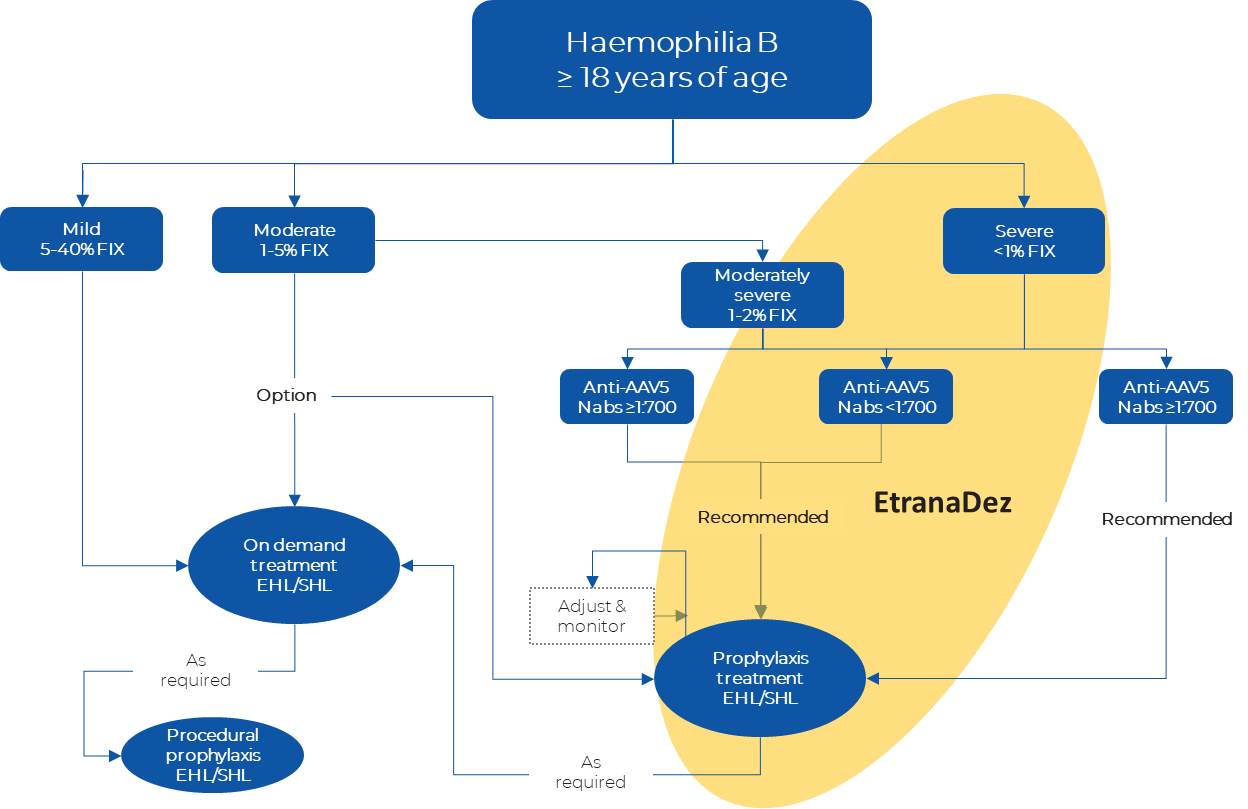 Haemophilia B
≥ 18 years of age
Mild
5-40% FIX
Moderate
1-5% FIX
Severe
<1% FIX
Moderately
severe
1-2% FIX
Anti-AAV5
Nabs ≥1:700
Anti-AAV5
Nabs <1:700
Anti-AAV5
Nabs ≥1:700
Option
EtranaDez
Recommended
Recommended
On demand
treatment
EHL/SHL
Adjust &
monitor
Prophylaxis
treatment
EHL/SHL
As
required
Procedural
prophylaxis
EHL/SHL
As
required